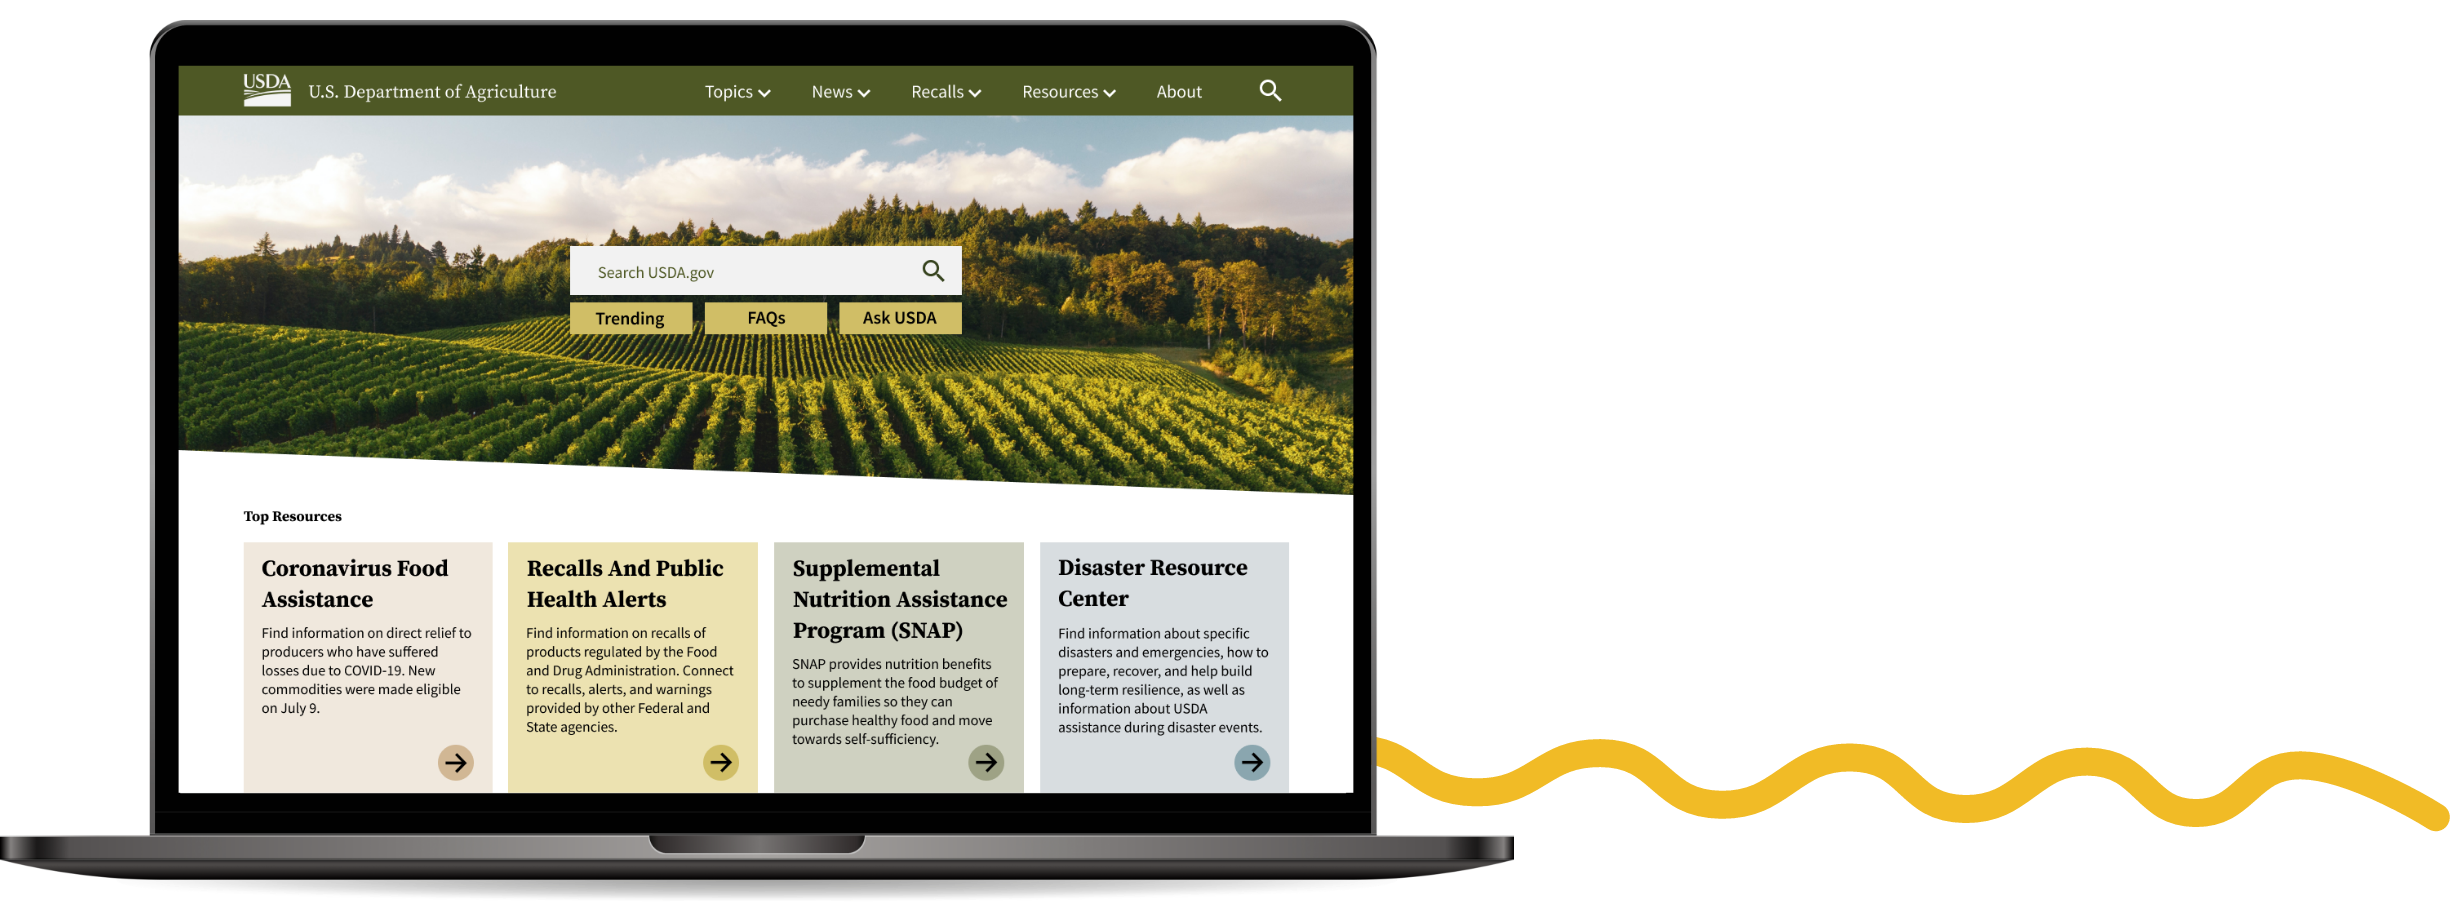 USDA U.S. Department of Agriculture Topics News Recalls Resources About
Search USDA.gov
Trending FAQs Ask USDA
Top Resources
Coronavirus Food
Assistance
Find information on direct relief to
producers who have suffered
losses due to COVID-19. New
commodities were made eligible
on July 9.
Recalls And Public
Health Alerts
Find information on recalls of
products regulated by the Food
and Drug Administration. Connect
to recalls, alerts, and warnings
provided by other Federal and
State agencies.
Supplemental
Nutrition Assistance
Program (SNAP)
SNAP provides nutrition benefits
to supplement the food budget of
needy families so they can
purchase healthy food and move
towards self-sufficiency.
Disaster Resource
Center
Find information about specific
disasters and emergencies, how to
prepare, recover, and help build
long-term resilience, as well as
information about USDA
assistance during disaster events.